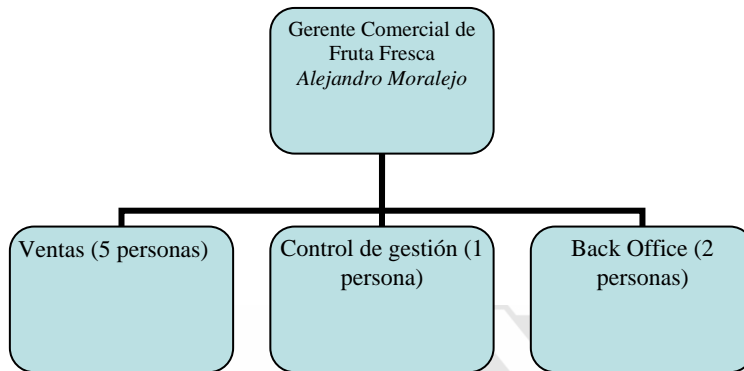 Gerente Comercial de
Fruta Fresca
Alejandro Moralejo
Ventas (5 personas)
Control de gestión (1
persona)
Back Office (2
personas)